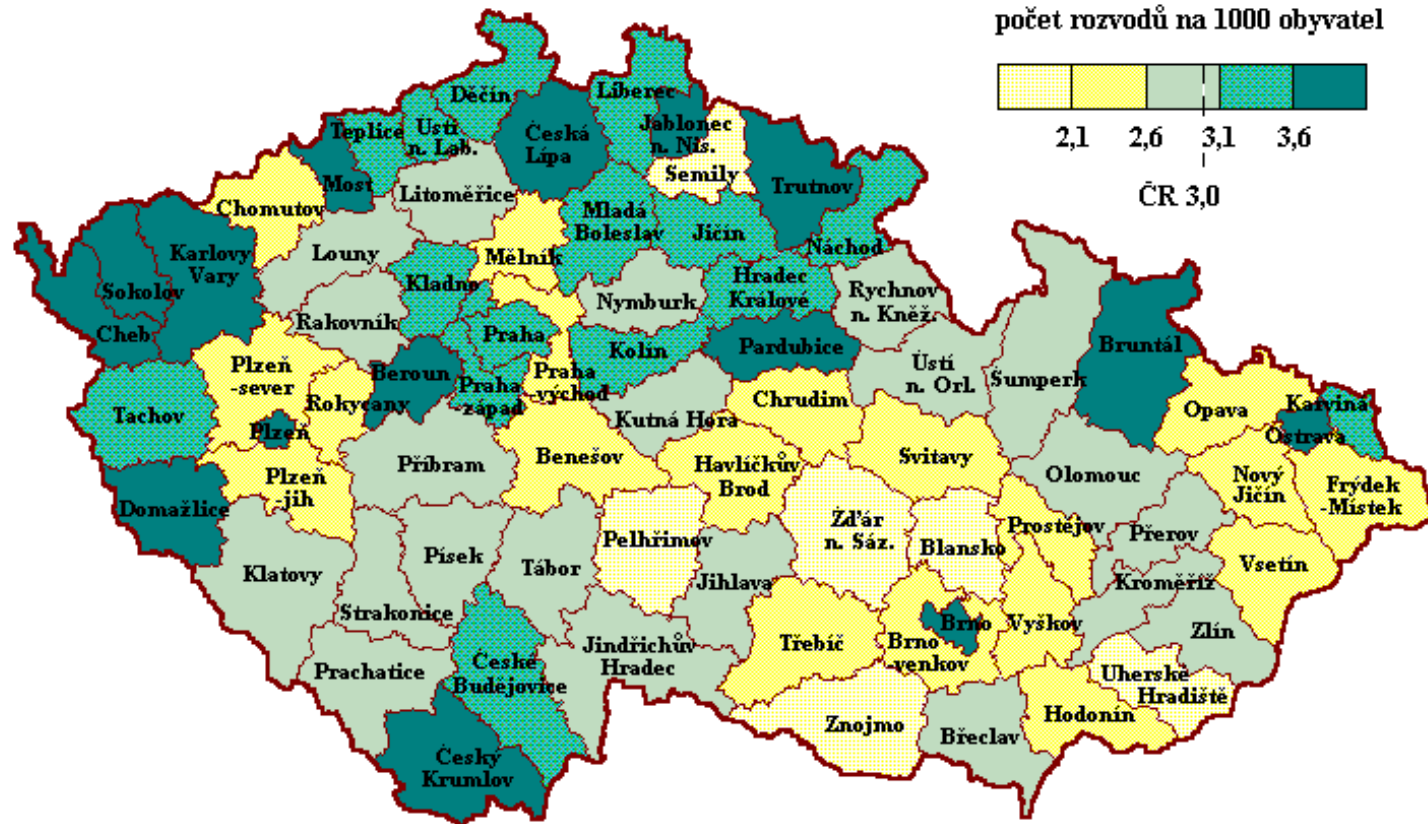 počet rozvodů na 1000 obyvatel
2,1 2,6 3,1 3,6
ČR 3,0
Děčín
Liberec
Teplice
Ústí
n. Lab.
Česká
Lípa
Jablonec
n. Nis.
Semily
Most
Trutnov
Litoměřice
Chomutov
Mladá
Boleslav
Jičín
Náchod
Karlovy
Vary
Louny
Mělník
Sokolov
Kladno
Hradec
Králové
Nymburk
Rychnov
n. Kněž.
Cheb
Rakovník
Praha
Kolín
Pardubice
Bruntál
Plzeň
-sever
Beroun
Praha
-západ
Praha
-východ
Ústí
n. Orl.
Šumperk
Tachov
Rokycany
Chrudim
Opava
Karviná
Ostrava
Plzeň
Kutná Hora
Příbram
Benešov
Havlíčkův
Brod
Svitavy
Olomouc
Nový
Jičín
Frýdek
-Místek
Plzeň
-jih
Domažlice
Pelhřimov
Žďár
n. Sáz.
Blansko
Prostějov
Přerov
Vsetín
Klatovy
Písek
Tábor
Jihlava
Kroměříž
Strakonice
Brno
Vyškov
Zlín
Třebíč
Brno
-venkov
Jindřichův
Hradec
Prachatice
České
Budějovice
Uherské
Hradiště
Znojmo
Hodonín
Břeclav
Český
Krumlov